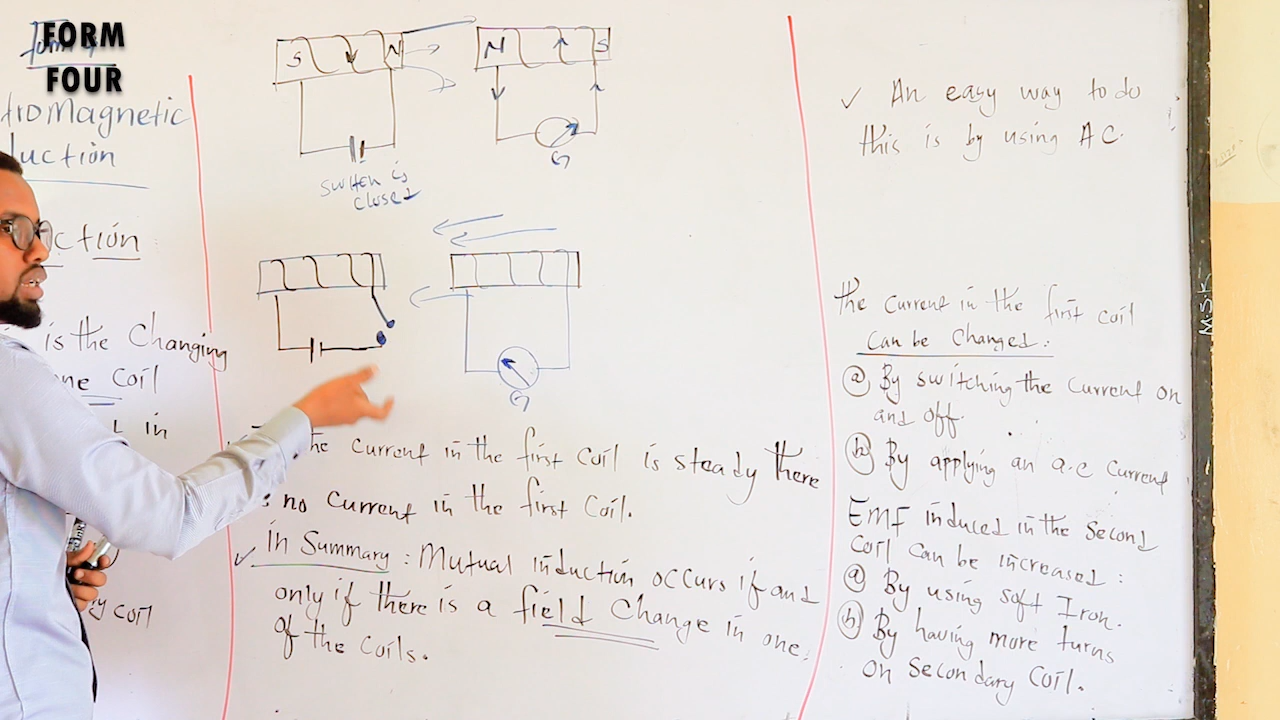 FORM
FOUR
troMagnetic
duction
ction
is the Changing
one Coil
in
ry coil
S N
N S
G
Switch is
closed
G
the current in the first coil is steady there
no current in the first coil.
✓ in Summary : Mutual induction occurs if and
only if there is a field Change in one
of the coils.
✓ An easy way to do
this is by using AC.
the current in the first coil
Can be Changed.
(a) By switching the current on
and off.
(b) By applying an a.c current
EMF induced in the second
coil can be increased :
(a) By using soft Iron.
(b) By having more turns
on secondary coil.
M.S.K